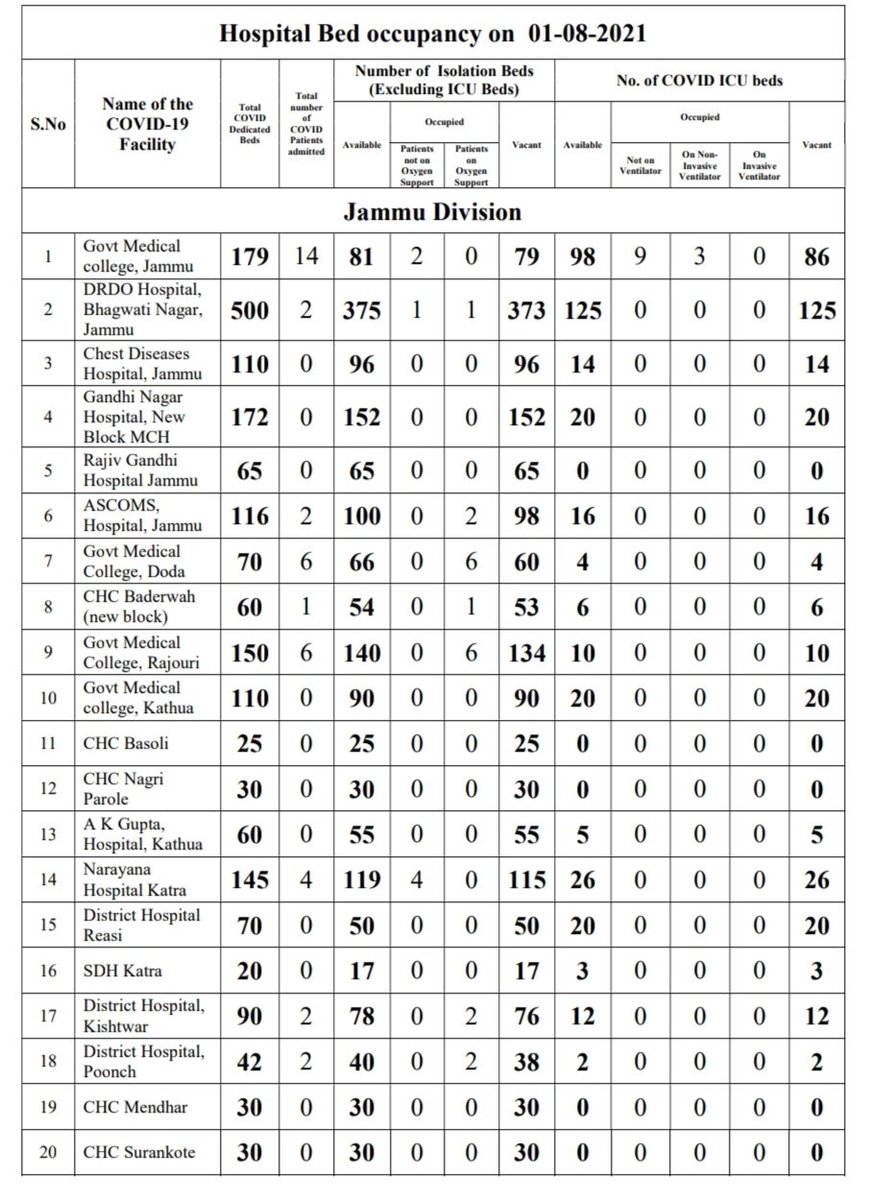 Hospital Bed occupancy on 01-08-2021
S.No
Name of the
COVID-19
Facility
Total
COVID
Dedicated
Beds
Total
number
of
COVID
Patients
admitted
Number of Isolation Beds
(Excluding ICU Beds)
Available
Occupied
Patients
not on
Oxygen
Support
Patients
on
Oxygen
Support
Vacant
No. of COVID ICU beds
Available
Occupied
Not on
Ventilator
On Non-
Invasive
Ventilator
On
Invasive
Ventilator
Vacant
Jammu Division
1 Govt Medical
college, Jammu 179 14 81 2 0 79 98 9 3 0 86
2 DRDO Hospital,
Bhagwati Nagar,
Jammu 500 2 375 1 1 373 125 0 0 0 125
3 Chest Diseases
Hospital, Jammu 110 0 96 0 0 96 14 0 0 0 14
4 Gandhi Nagar
Hospital, New
Block MCH 172 0 152 0 0 152 20 0 0 0 20
5 Rajiv Gandhi
Hospital Jammu 65 0 65 0 0 65 0 0 0 0 0
6 ASCOMS,
Hospital, Jammu 116 2 100 0 2 98 16 0 0 0 16
7 Govt Medical
College, Doda 70 6 66 0 6 60 4 0 0 0 4
8 CHC Baderwah
(new block) 60 1 54 0 1 53 6 0 0 0 6
9 Govt Medical
College, Rajouri 150 6 140 0 6 134 10 0 0 0 10
10 Govt Medical
college, Kathua 110 0 90 0 0 90 20 0 0 0 20
11 CHC Basoli 25 0 25 0 0 25 0 0 0 0 0
12 CHC Nagri
Parole 30 0 30 0 0 30 0 0 0 0 0
13 A K Gupta,
Hospital, Kathua 60 0 55 0 0 55 5 0 0 0 5
14 Narayana
Hospital Katra 145 4 119 4 0 115 26 0 0 0 26
15 District Hospital
Reasi 70 0 50 0 0 50 20 0 0 0 20
16 SDH Katra 20 0 17 0 0 17 3 0 0 0 3
17 District Hospital,
Kishtwar 90 2 78 0 2 76 12 0 0 0 12
18 District Hospital,
Poonch 42 2 40 0 2 38 2 0 0 0 2
19 CHC Mendhar 30 0 30 0 0 30 0 0 0 0 0
20 CHC Surankote 30 0 30 0 0 30 0 0 0 0 0